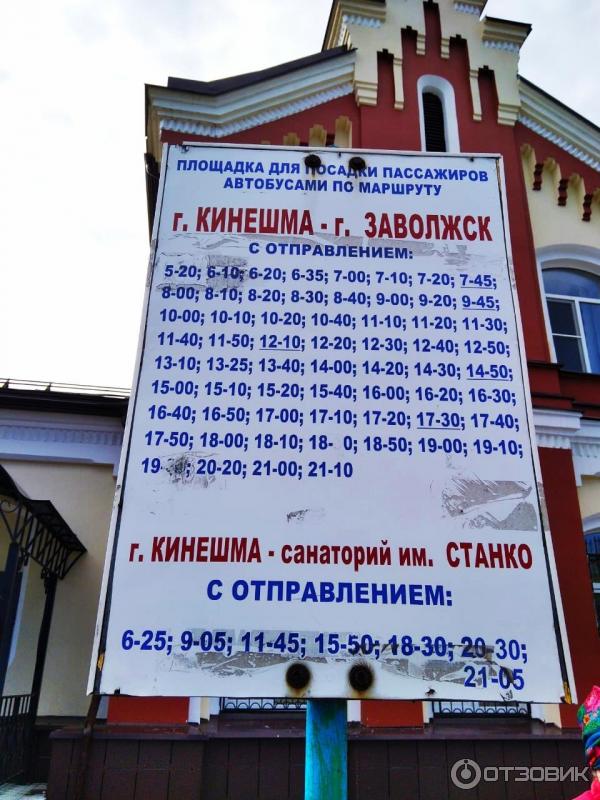 ПЛОЩАДКА ДЛЯ ПОСАДКИ ПАССАЖИРОВ
АВТОБУСАМИ ПО МАРШРУТУ
г. КИНЕШМА - г. ЗАВОЛЖСК
С ОТПРАВЛЕНИЕМ:
5-20; 6-10; 6-20; 6-35; 7-00; 7-10; 7-20; 7-45;
8-00; 8-10; 8-20; 8-30; 8-40; 9-00; 9-20; 9-45;
10-00; 10-10; 10-20; 10-40; 11-10; 11-20; 11-30;
11-40; 11-50; 12-10; 12-20; 12-30; 12-40; 12-50;
13-10; 13-25; 13-40; 14-00; 14-20; 14-30; 14-50;
15-00; 15-10; 15-20; 15-40; 16-00; 16-20; 16-30;
16-40; 16-50; 17-00; 17-10; 17-20; 17-30; 17-40;
17-50; 18-00; 18-10; 18- 0; 18-50; 19-00; 19-10;
19- ; 20-20; 21-00; 21-10
г. КИНЕШМА - санаторий им. СТАНКО
С ОТПРАВЛЕНИЕМ:
6-25; 9-05; 11-45; 15-50; 18-30; 20-30;
21-05
ОТЗОВИК